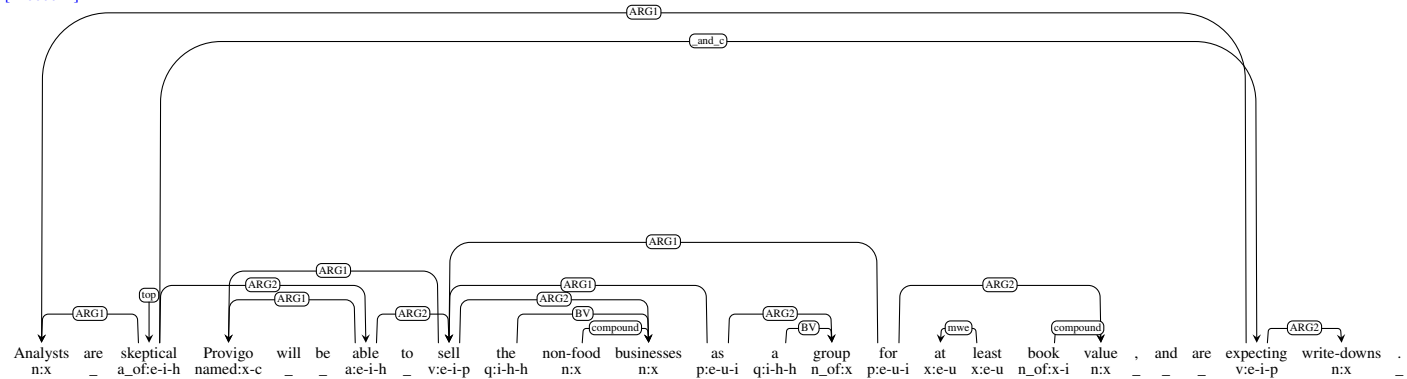 ARG1
_and_c
ARG1
ARG1
top ARG2 ARG1 ARG2
ARG1 ARG2
ARG1 ARG2 BV ARG2
compound BV mwe compound ARG2
Analysts are skeptical Provigo will be able to sell the non-food businesses as a group for at least book value , and are expecting write-downs .
n:x _ a_of:e-i-h named:x-c _ _ a:e-i-h _ v:e-i-p q:i-h-h n:x n:x p:e-u-i q:i-h-h n_of:x p:e-u-i x:e-u x:e-u n_of:x-i n:x _ _ _ v:e-i-p n:x _